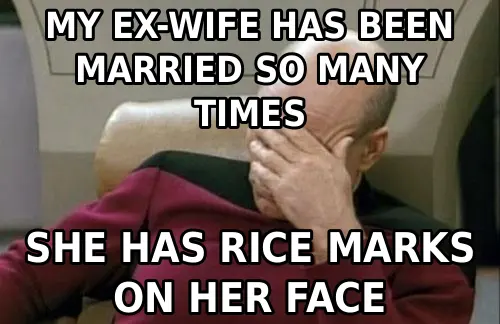 MY EX-WIFE HAS BEEN
MARRIED SO MANY
TIMES
SHE HAS RICE MARKS
ON HER FACE